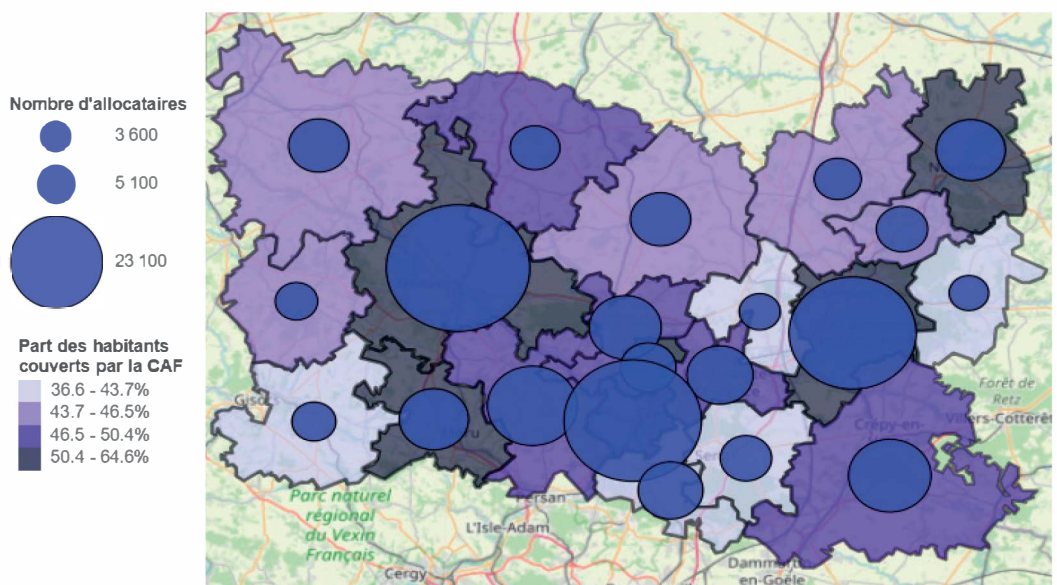 Nombre d'allocataires
3 600
5 100
23 100
Part des habitants
couverts par la CAF
36.6 - 43.7%
43.7 - 46.5%
46.5 - 50.4%
50.4 - 64.6%
Forêt de
Retz
Villers-Cotterêt
Crépy-en-
Parc naturel
régional
du Vexin
Français
Persan
L'Isle-Adam
Cergy
Dammartin
en-Goële